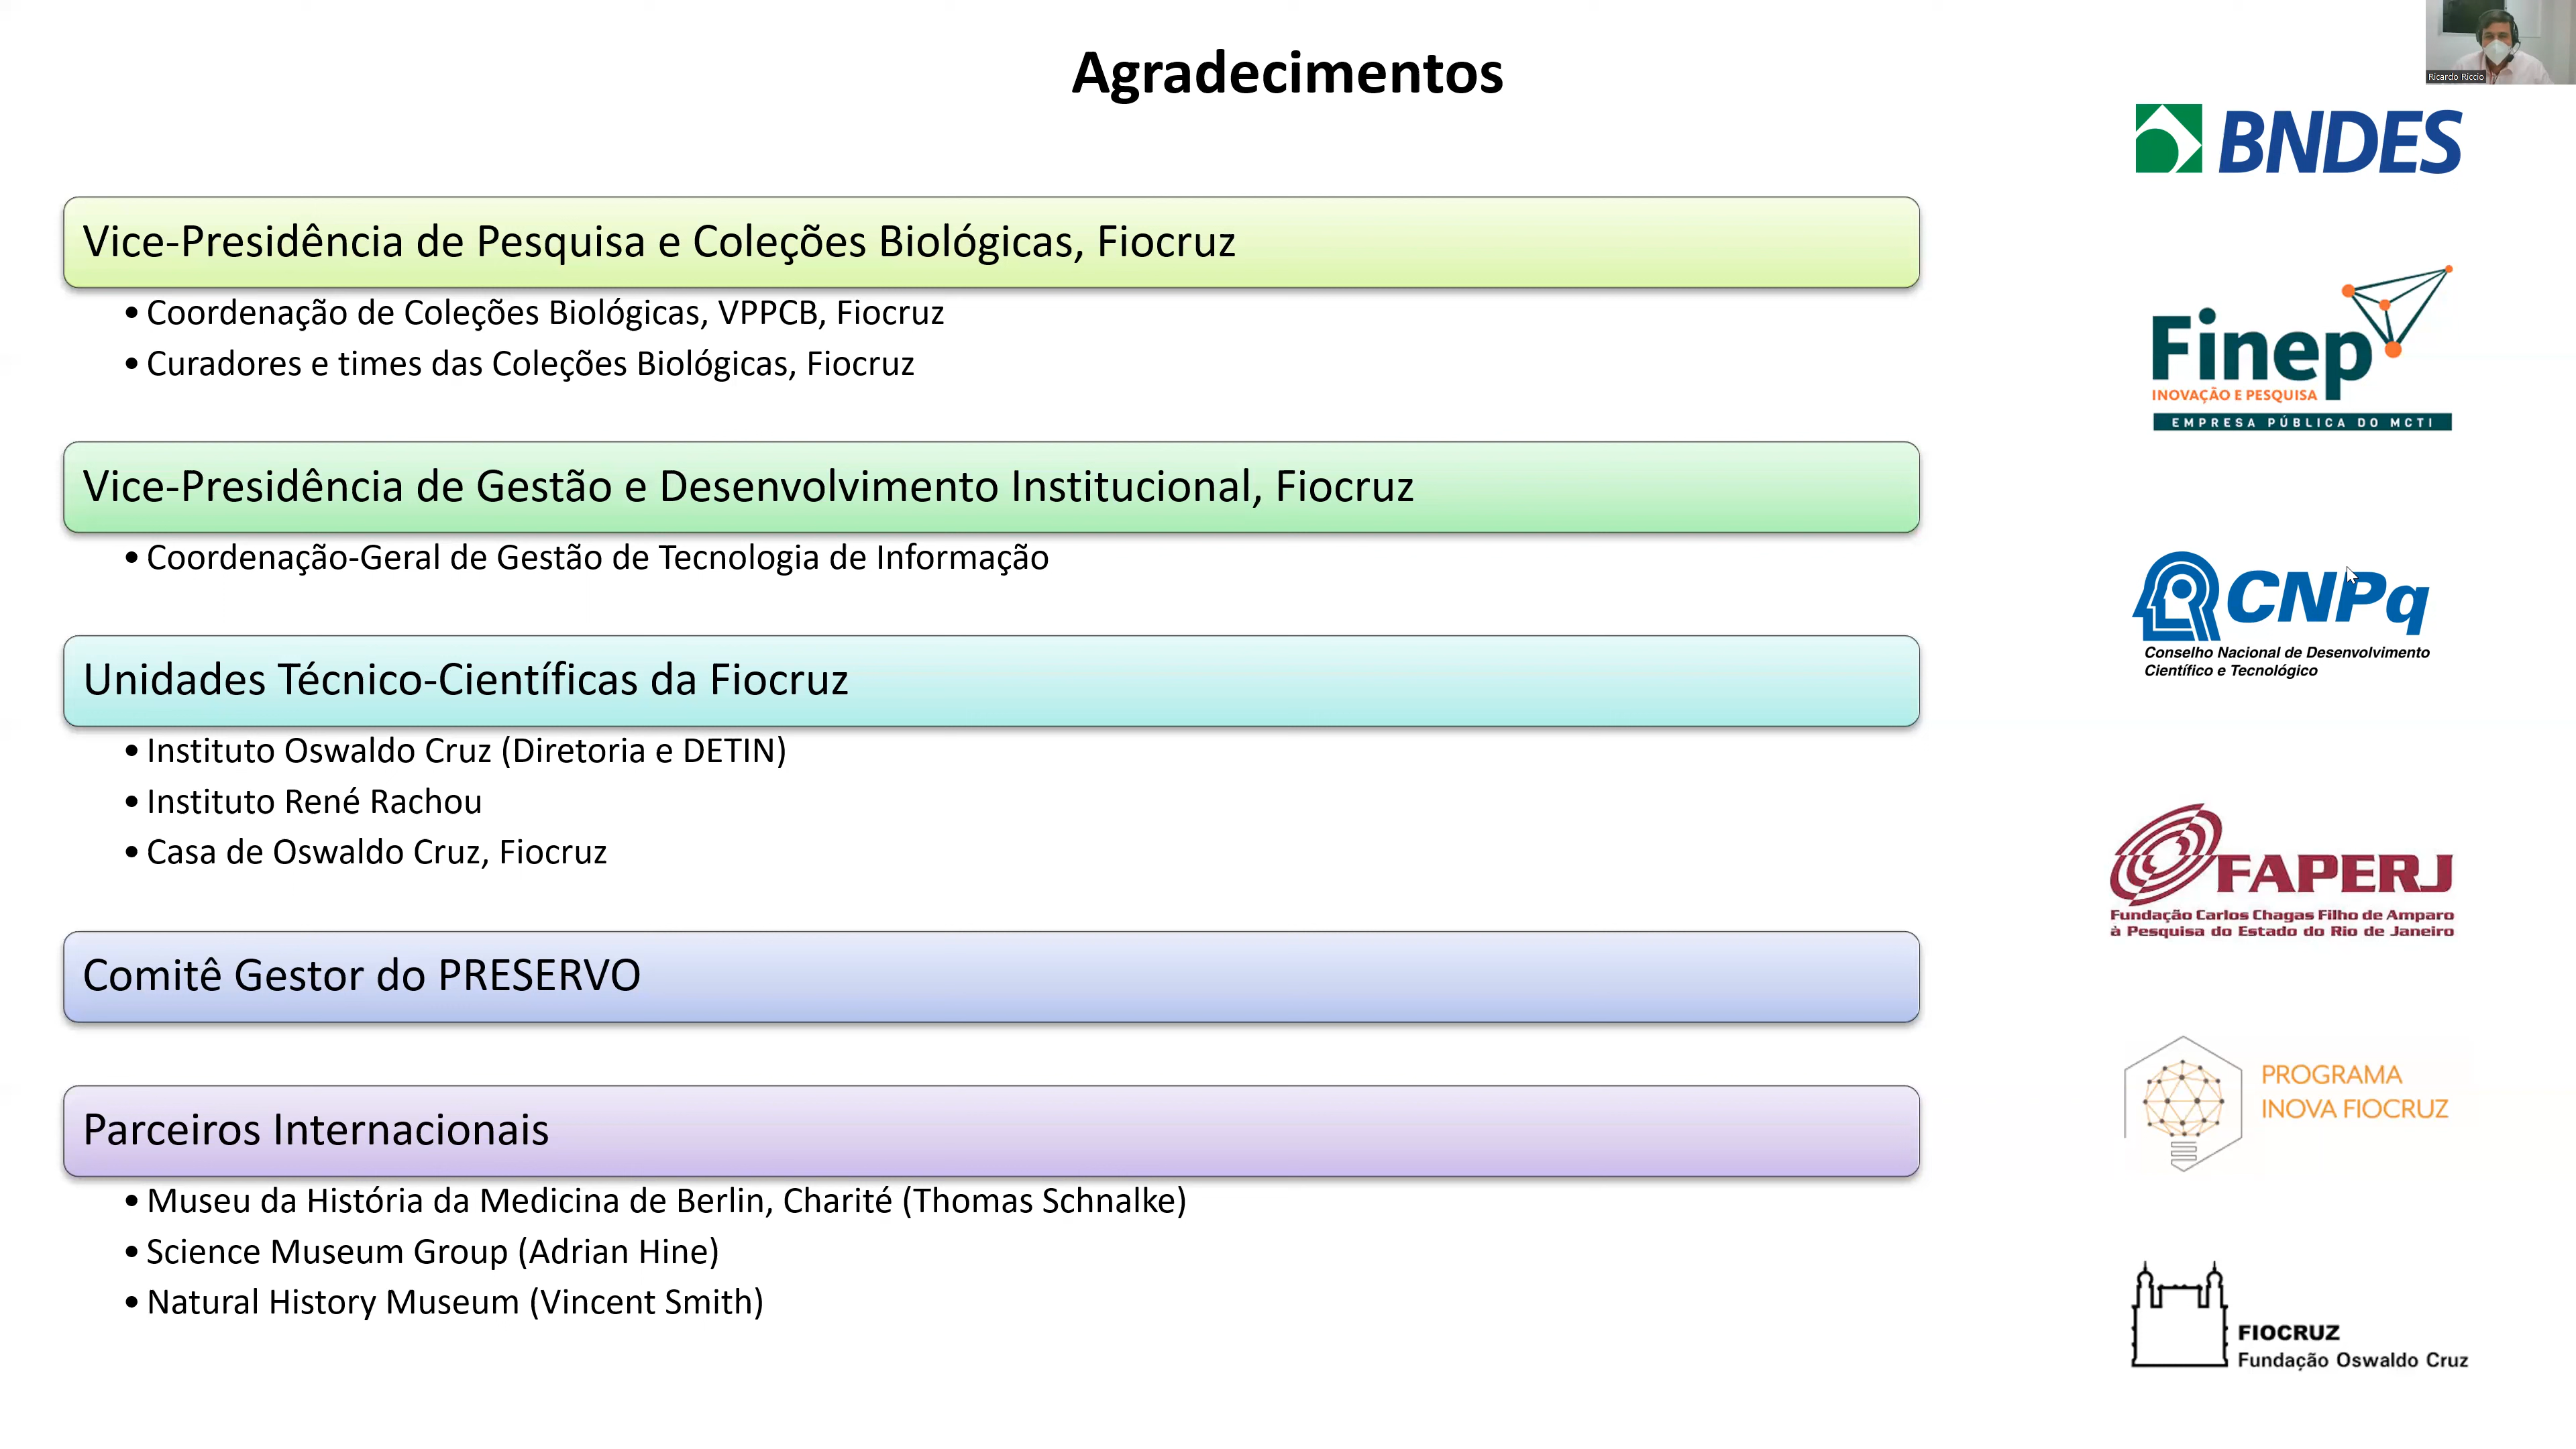 Agradecimentos
Ricardo Riccio
BNDES
Vice-Presidência de Pesquisa e Coleções Biológicas, Fiocruz
• Coordenação de Coleções Biológicas, VPPCB, Fiocruz
• Curadores e times das Coleções Biológicas, Fiocruz
Finep
INOVAÇÃO E PESQUISA
EMPRESA PÚBLICA DO MCTI
Vice-Presidência de Gestão e Desenvolvimento Institucional, Fiocruz
• Coordenação-Geral de Gestão de Tecnologia de Informação
CNPq
Conselho Nacional de Desenvolvimento
Científico e Tecnológico
Unidades Técnico-Científicas da Fiocruz
• Instituto Oswaldo Cruz (Diretoria e DETIN)
• Instituto René Rachou
• Casa de Oswaldo Cruz, Fiocruz
FAPERJ
Fundação Carlos Chagas Filho de Amparo
à Pesquisa do Estado do Rio de Janeiro
Comitê Gestor do PRESERVO
PROGRAMA
INOVA FIOCRUZ
Parceiros Internacionais
• Museu da História da Medicina de Berlin, Charité (Thomas Schnalke)
• Science Museum Group (Adrian Hine)
• Natural History Museum (Vincent Smith)
FIOCRUZ
Fundação Oswaldo Cruz